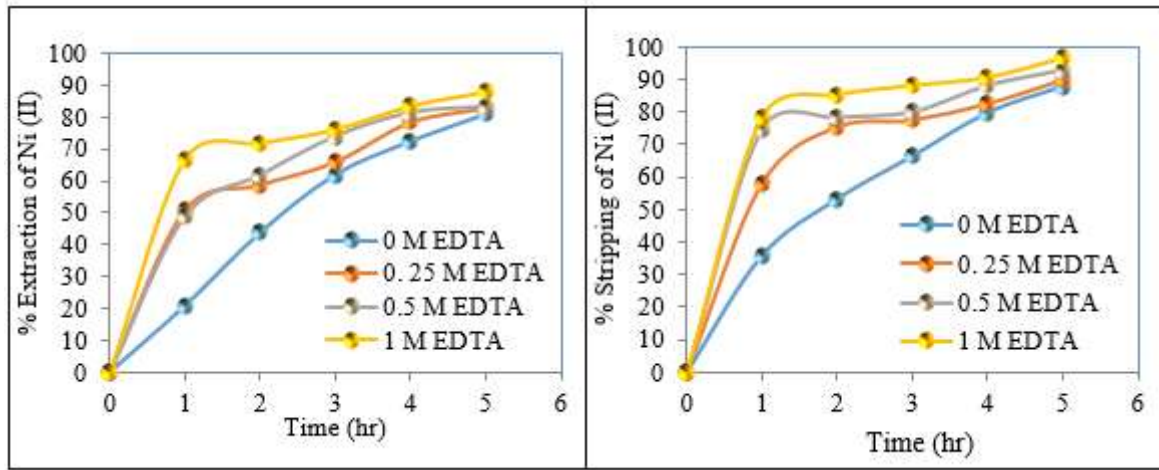 % Extraction of Ni (II)
100
90
80
70
60
50
40
30
20
10
0
0 M EDTA
0. 25 M EDTA
0.5 M EDTA
1 M EDTA
0 1 2 3 4 5 6
Time (hr)
% Stripping of Ni (II)
100
90
80
70
60
50
40
30
20
10
0
0 M EDTA
0. 25 M EDTA
0.5 M EDTA
1 M EDTA
0 1 2 3 4 5 6
Time (hr)